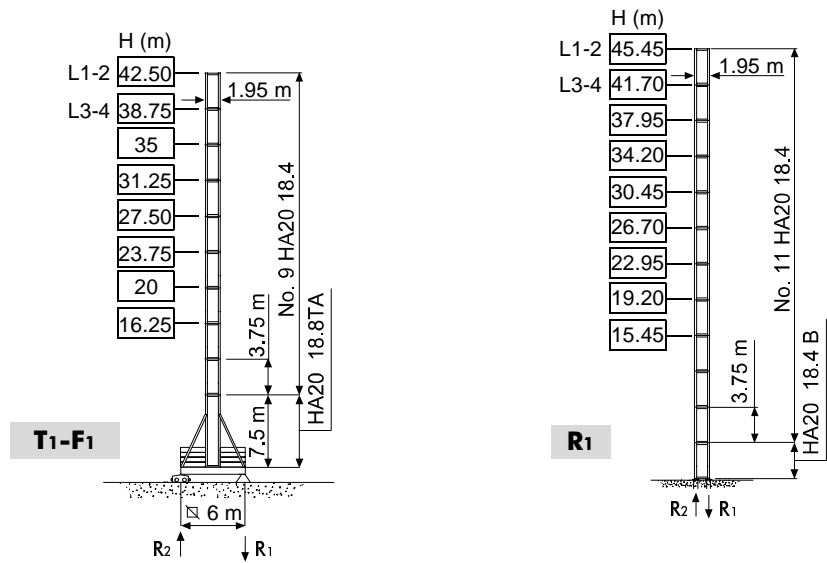 H (m)
L1-2 42.50
1.95 m
L3-4 38.75
35
31.25
27.50
23.75
20
16.25
No. 9 HA20 18.4
3.75 m
HA20 18.8TA
7.5 m
T1-F1
6 m
R2 R1
H (m)
L1-2 45.45
1.95 m
L3-4 41.70
37.95
34.20
30.45
26.70
22.95
19.20
15.45
No. 11 HA20 18.4
3.75 m
HA20 18.4 B
R1
R2 R1